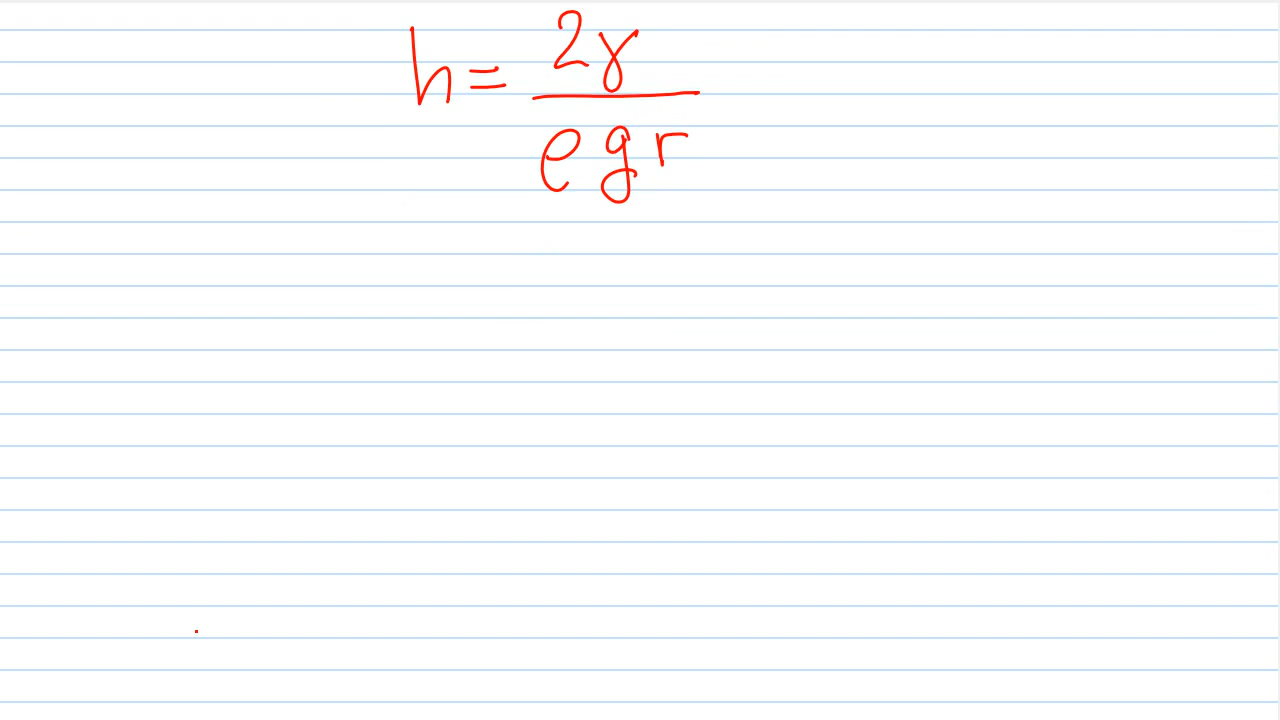 h = 2γ / ρgr